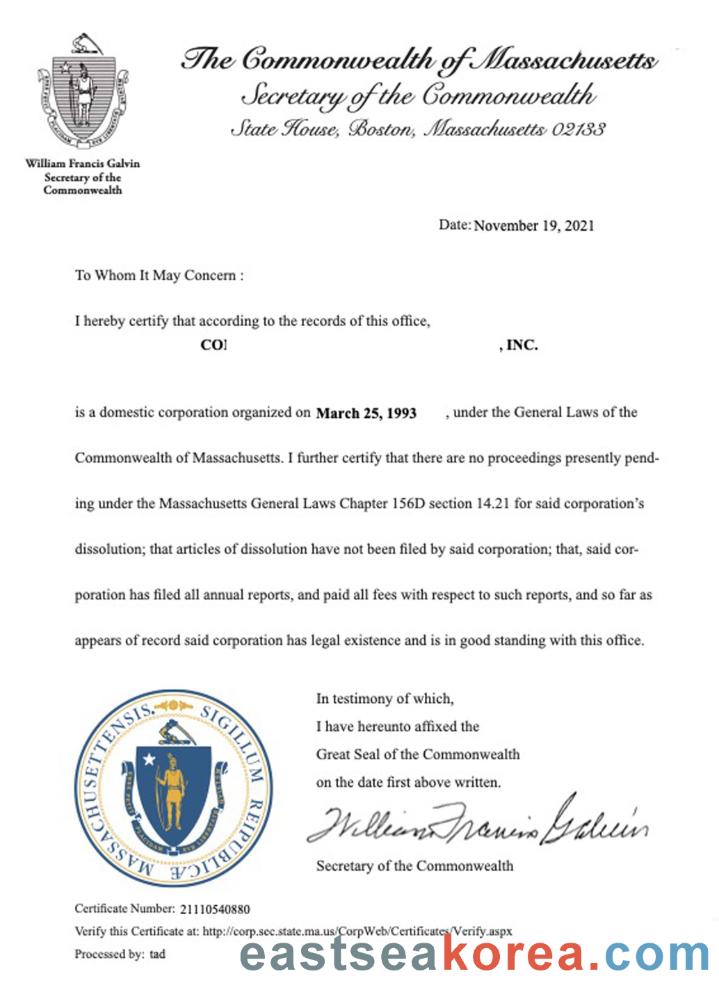 The Commonwealth of Massachusetts
Secretary of the Commonwealth
State House, Boston, Massachusetts 02133
William Francis Galvin
Secretary of the
Commonwealth
Date: November 19, 2021
To Whom It May Concern :
I hereby certify that according to the records of this office,
, INC.
is a domestic corporation organized on March 25, 1993 , under the General Laws of the
Commonwealth of Massachusetts. I further certify that there are no proceedings presently pend-
ing under the Massachusetts General Laws Chapter 156D section 14.21 for said corporation's
dissolution; that articles of dissolution have not been filed by said corporation; that, said cor-
poration has filed all annual reports, and paid all fees with respect to such reports, and so far as
appears of record said corporation has legal existence and is in good standing with this office.
SIGILLUM REIPUBLICÆ MASSACHUSETTENSIS.
In testimony of which,
I have hereunto affixed the
Great Seal of the Commonwealth
on the date first above written.
William Francis Galvin
Secretary of the Commonwealth
Certificate Number: 21110540880
Verify this Certificate at: http://corp.sec.state.ma.us/CorpWeb/Certificates/Verify.aspx
Processed by: tad
eastseakorea.com